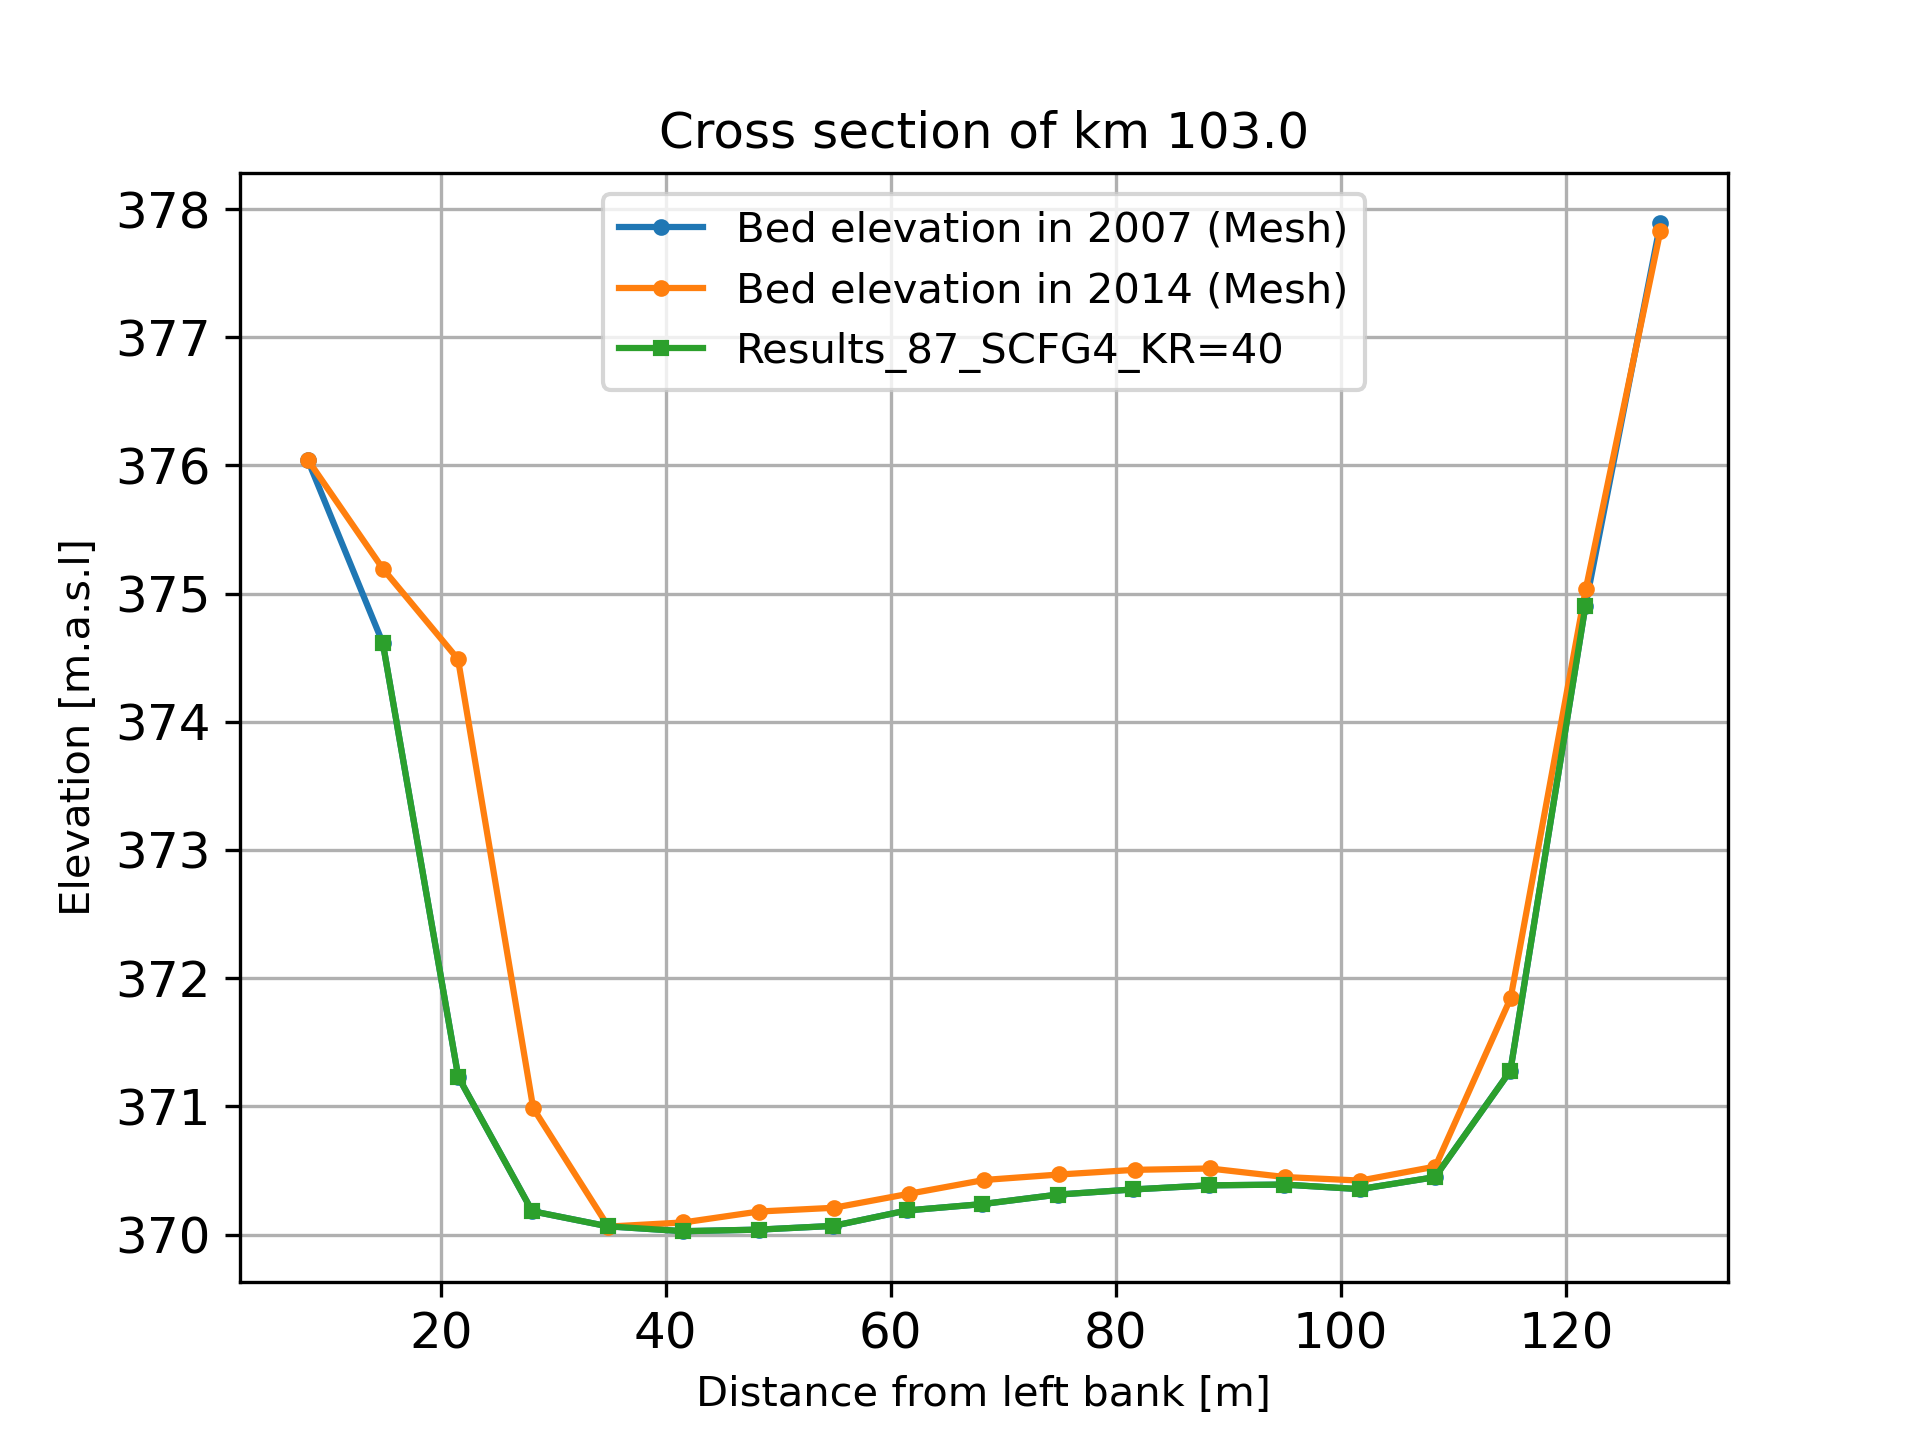 Cross section of km 103.0
Bed elevation in 2007 (Mesh)
Bed elevation in 2014 (Mesh)
Results_87_SCFG4_KR=40
378
377
376
375
374
373
372
371
370
Elevation [m.a.s.l]
20 40 60 80 100 120
Distance from left bank [m]